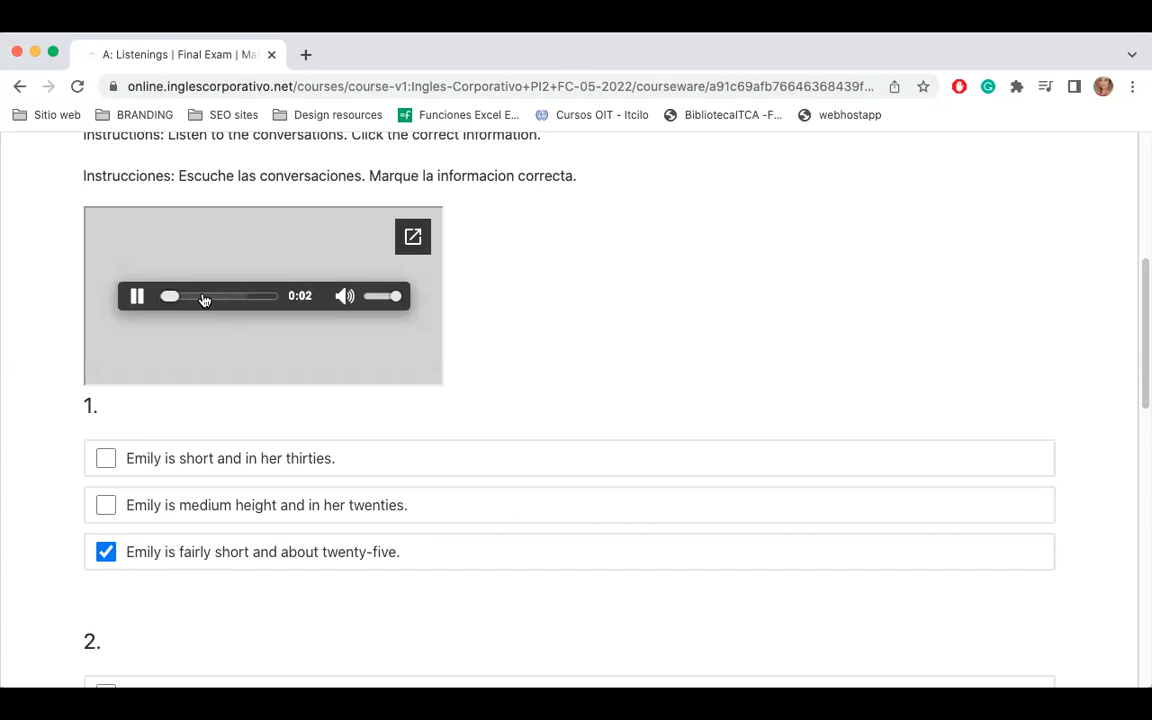 A: Listenings | Final Exam | Ma
online.inglescorporativo.net/courses/course-v1:Ingles-Corporativo+PI2+FC-05-2022/courseware/a91c69afb76646368439f...
Sitio web BRANDING SEO sites Design resources Funciones Excel E... Cursos OIT - Itcilo BibliotecaITCA -F... webhostapp
Instructions: Listen to the conversations. Click the correct information.
Instrucciones: Escuche las conversaciones. Marque la informacion correcta.
0:02
1.
Emily is short and in her thirties.
Emily is medium height and in her twenties.
Emily is fairly short and about twenty-five.
2.